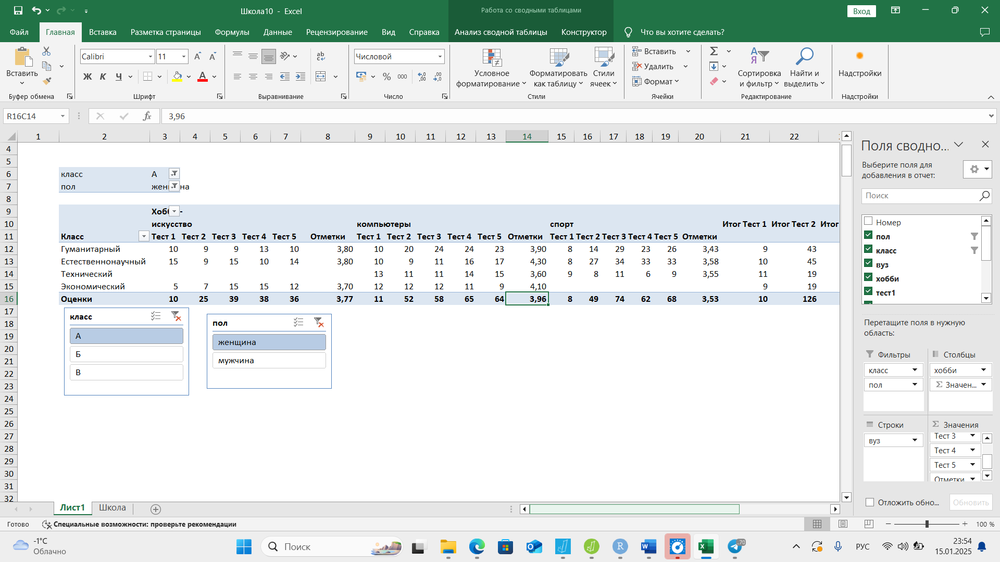 Школа10 - Excel
Работа со сводными таблицами
Вход
Файл Главная Вставка Разметка страницы Формулы Данные Рецензирование Вид Справка Анализ сводной таблицы Конструктор Что вы хотите сделать?
Вставить
Calibri 11
Ж К Ч
Буфер обмена
Шрифт
ab
Выравнивание
Числовой
% 000
Число
Условное форматирование
Форматировать как таблицу
Стили ячеек
Стили
Вставить
Удалить
Формат
Ячейки
Сортировка и фильтр
Найти и выделить
Редактирование
Надстройки
Надстройки
R16C14 fx 3,96
1 2 3 4 5 6 7 8 9 10 11 12 13 14 15 16 17 18 19 20 21 22
4
5
6 класс А
7 пол
8
9
10 искусство компьютеры спорт Итог Тест 1 Итог Тест 2 Итог
11 Класс Тест 1 Тест 2 Тест 3 Тест 4 Тест 5 Отметки Тест 1 Тест 2 Тест 3 Тест 4 Тест 5 Отметки Тест 1 Тест 2 Тест 3 Тест 4 Тест 5 Отметки
12 Гуманитарный 10 9 9 13 10 3,80 10 20 24 24 23 3,90 8 14 29 23 26 3,43 9 43
13 Естественнонаучный 15 9 15 10 14 3,80 10 9 11 16 17 4,30 8 27 34 33 33 3,58 10 45
14 Технический 13 11 11 14 15 3,60 9 8 11 6 9 3,55 11 19
15 Экономический 5 7 15 15 12 3,70 12 12 12 11 9 4,10 9 19
16 Оценки 10 25 39 38 36 3,77 11 52 58 65 64 3,96 8 49 74 62 68 3,53 10 126
17
18
19
20
21
22
23
24
25
26
27
28
29
30
31
32
класс
А
Б
В
пол
женщина
мужчина
Поля сводно...
Выберите поля для
добавления в отчет:
Поиск
Номер
пол
класс
вуз
хобби
тест1
Перетащите поля в нужную
область:
Фильтры
класс
пол
Столбцы
хобби
Σ Значен...
Строки
вуз
Σ Значения
Тест 3
Тест 4
Тест 5
Отметки
Отложить обно... Обновить
Лист1 Школа
Готово Специальные возможности: проверьте рекомендации 100 %
-1°C
Облачно
Поиск
РУС
23:54
15.01.2025